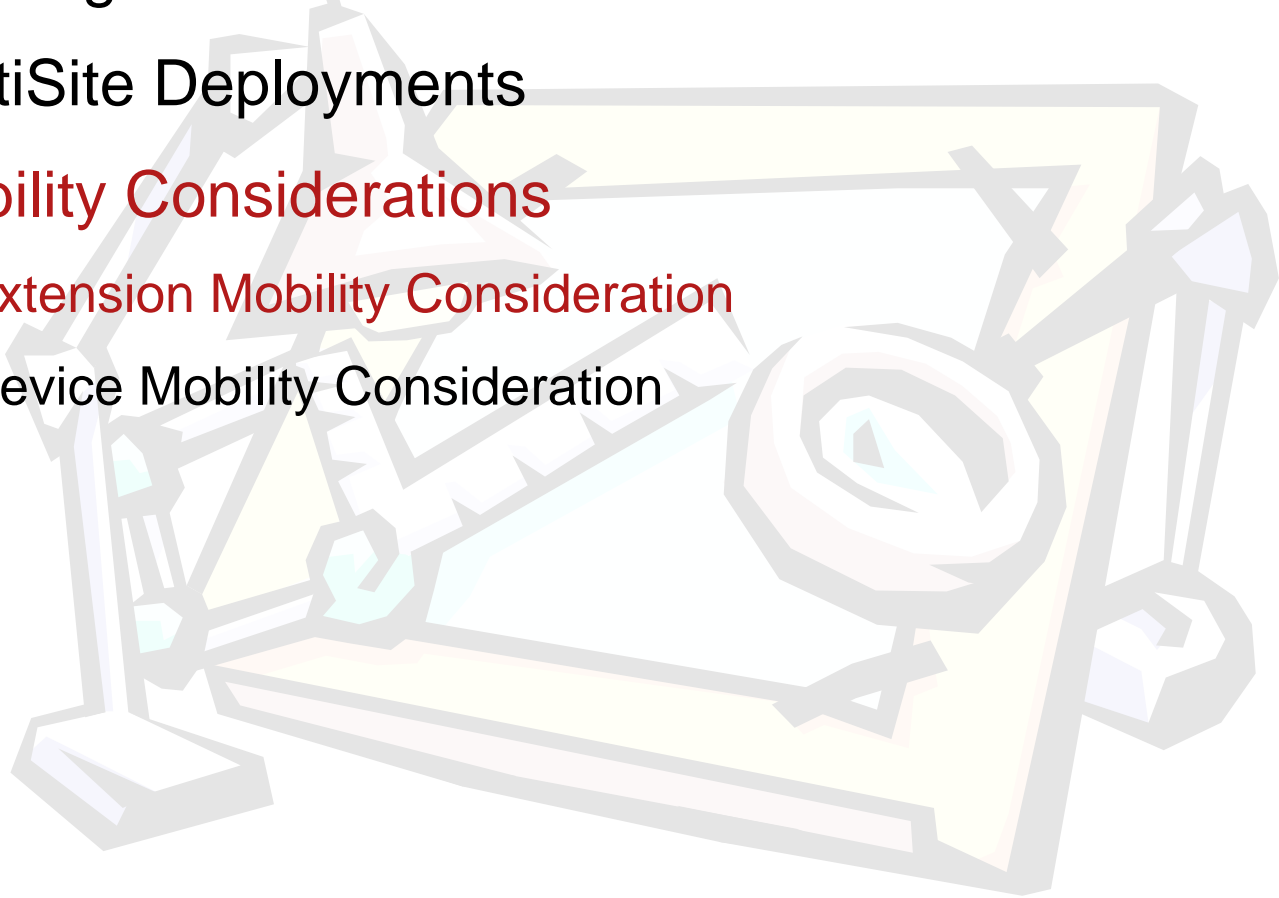 tiSite Deployments
bility Considerations
xtension Mobility Consideration
evice Mobility Consideration